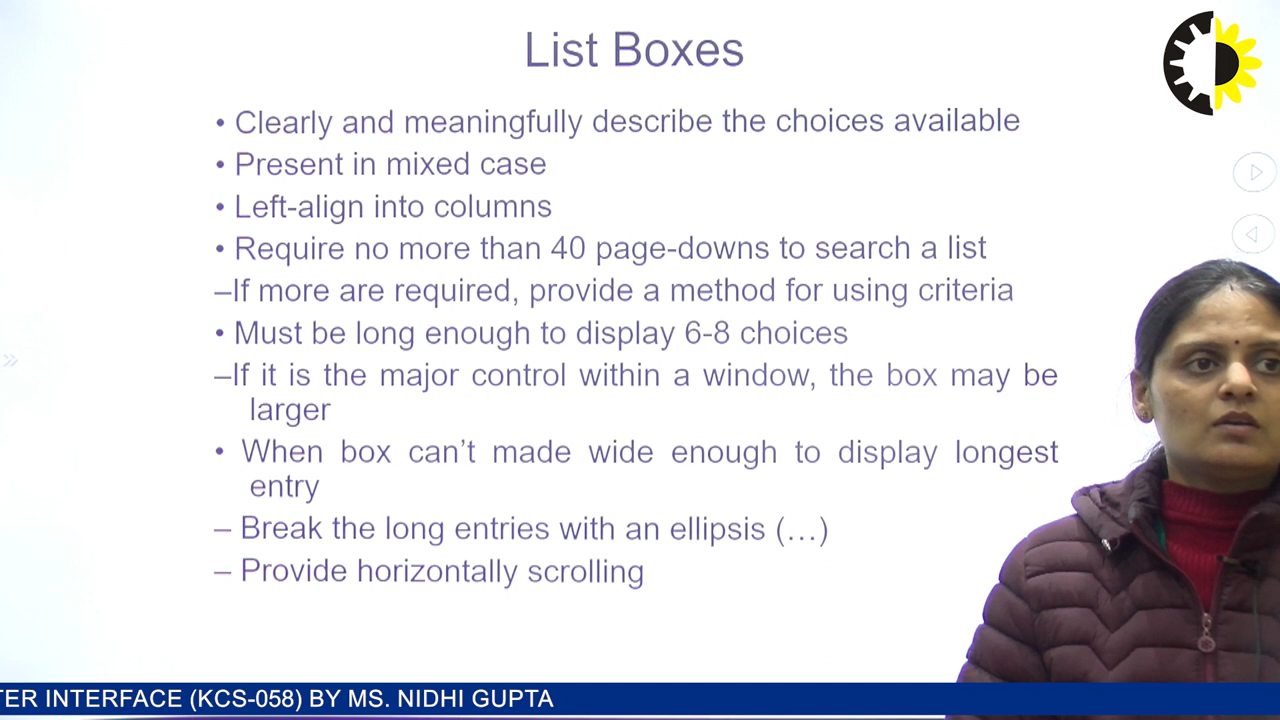 List Boxes
• Clearly and meaningfully describe the choices available
• Present in mixed case
• Left-align into columns
• Require no more than 40 page-downs to search a list
–If more are required, provide a method for using criteria
• Must be long enough to display 6-8 choices
–If it is the major control within a window, the box may be
larger
• When box can’t made wide enough to display longest
entry
– Break the long entries with an ellipsis (…)
– Provide horizontally scrolling
TER INTERFACE (KCS-058) BY MS. NIDHI GUPTA